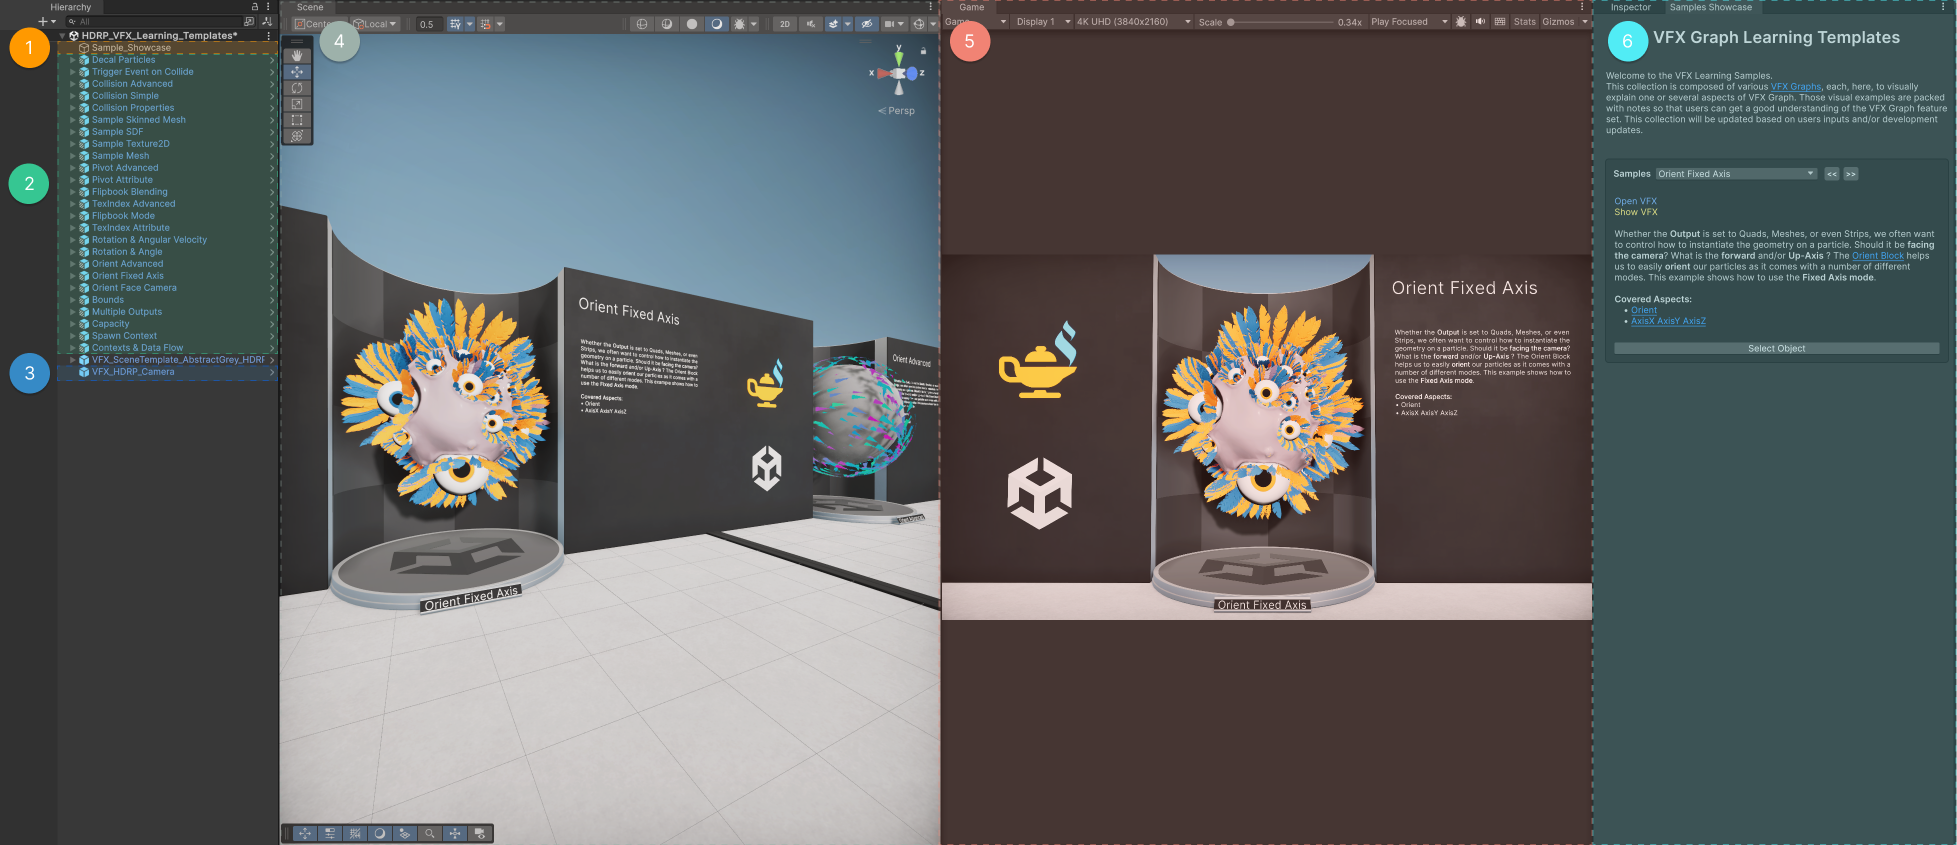 Hierarchy
All
HDRP_VFX_Learning_Templates*
1
Sample_Showcase
Decal Particles
Trigger Event on Collide
Collision Advanced
Collision Simple
Collision Properties
Sample Skinned Mesh
Sample SDF
Sample Texture2D
Sample Mesh
Pivot Advanced
2
Pivot Attribute
Flipbook Blending
TexIndex Advanced
Flipbook Mode
TexIndex Attribute
Rotation & Angular Velocity
Rotation & Angle
Orient Advanced
Orient Fixed Axis
Orient Face Camera
Bounds
Multiple Outputs
Capacity
Spawn Context
Contexts & Data Flow
VFX_SceneTemplate_AbstractGrey_HDRF
3
VFX_HDRP_Camera
Scene
4
Local
0.5
2D
y
x
z
Persp
Orient Fixed Axis
Whether the Output is set to Quads, Meshes, or even
Strips, we often want to control how to instantiate the
geometry on a particle. Should it be facing the camera?
What is the forward and/or Up-Axis ? The Orient Block
helps us to easily orient our particles as it comes with a
number of different modes. This example shows how to
use the Fixed Axis mode.
Covered Aspects:
• Orient
• AxisX AxisY AxisZ
Orient Advanced
Orient Fixed Axis
Game
5
Game
Display 1
4K UHD (3840x2160)
Scale
0.34x
Play Focused
Stats
Gizmos
Orient Fixed Axis
Whether the Output is set to Quads, Meshes, or even
Strips, we often want to control how to instantiate the
geometry on a particle. Should it be facing the camera?
What is the forward and/or Up-Axis ? The Orient Block
helps us to easily orient our particles as it comes with a
number of different modes. This example shows how to
use the Fixed Axis mode.
Covered Aspects:
• Orient
• AxisX AxisY AxisZ
Orient Fixed Axis
Inspector
Samples Showcase
6
VFX Graph Learning Templates
Welcome to the VFX Learning Samples.
This collection is composed of various VFX Graphs, each, here, to visually
explain one or several aspects of VFX Graph. Those visual examples are packed
with notes so that users can get a good understanding of the VFX Graph feature
set. This collection will be updated based on users inputs and/or development
updates.
Samples
Orient Fixed Axis
<<
>>
Open VFX
Show VFX
Whether the Output is set to Quads, Meshes, or even Strips, we often want
to control how to instantiate the geometry on a particle. Should it be facing
the camera? What is the forward and/or Up-Axis ? The Orient Block helps
us to easily orient our particles as it comes with a number of different
modes. This example shows how to use the Fixed Axis mode.
Covered Aspects:
• Orient
• AxisX AxisY AxisZ
Select Object